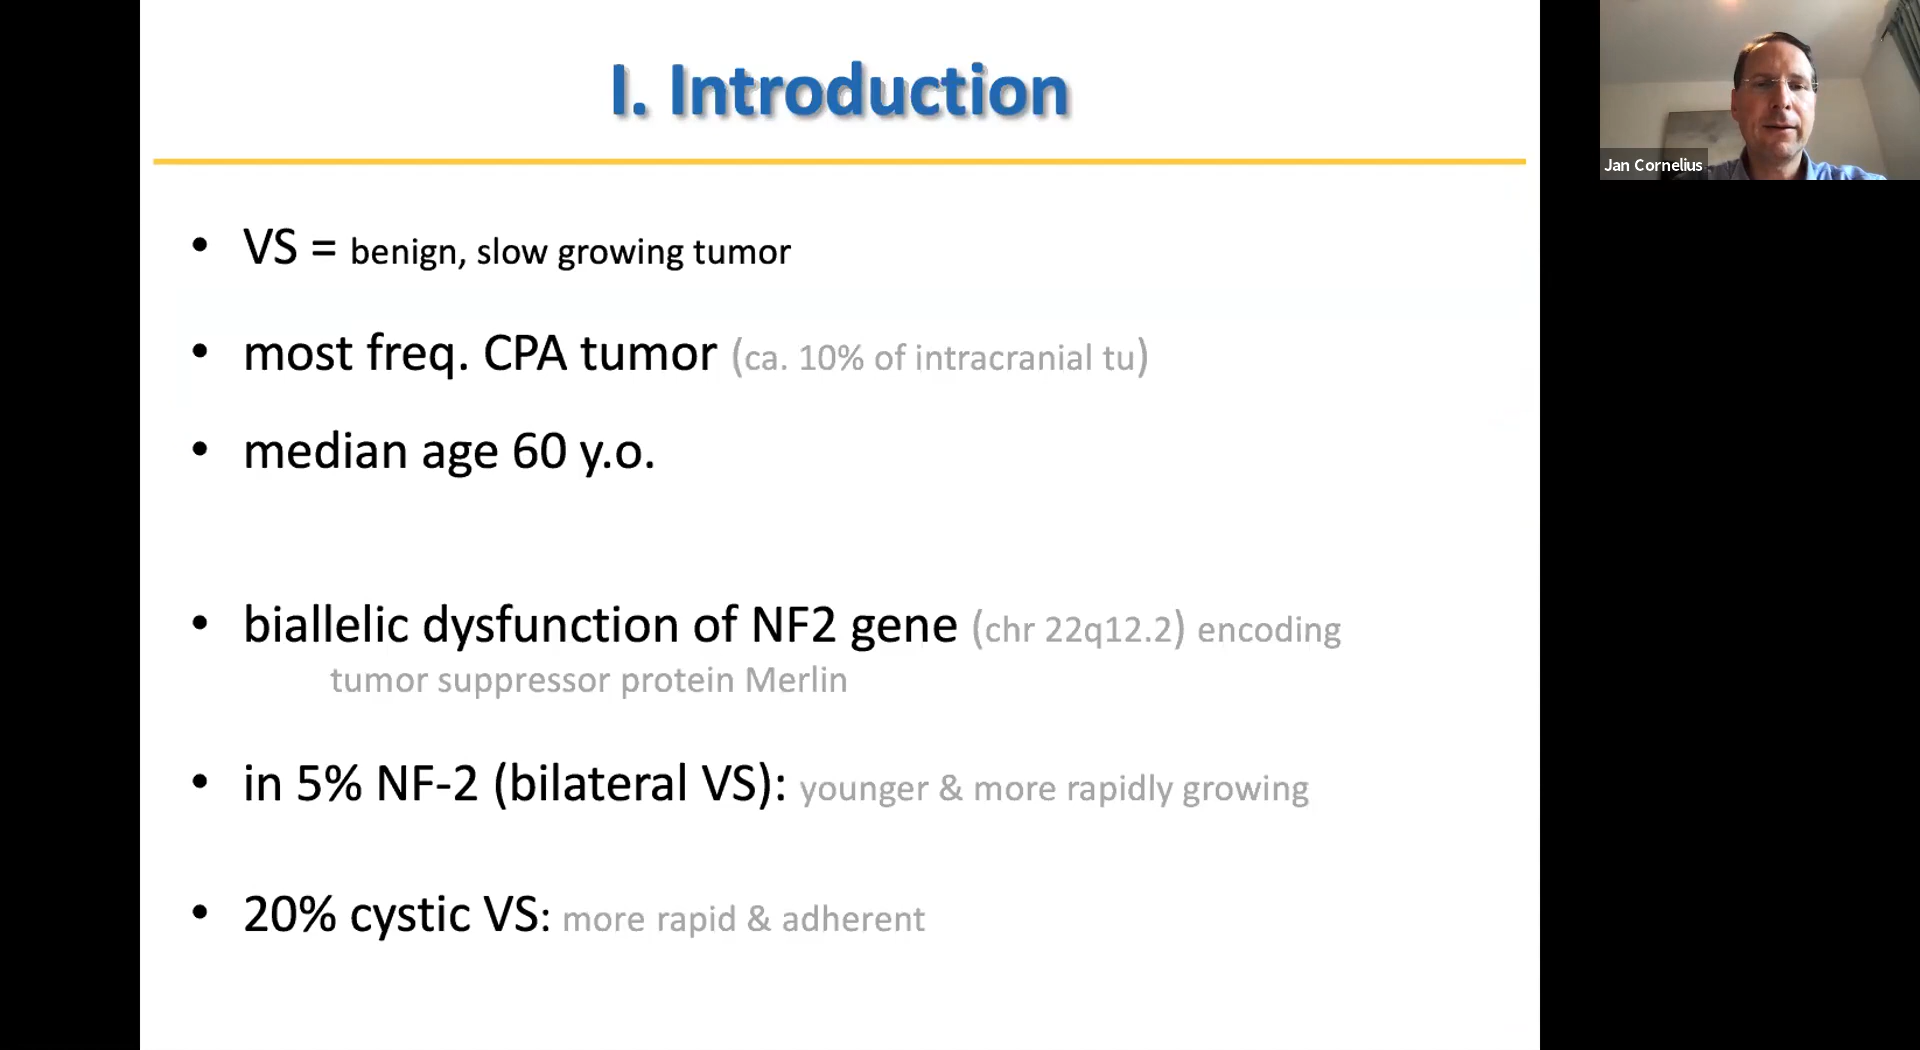 I. Introduction
• VS = benign, slow growing tumor
• most freq. CPA tumor (ca. 10% of intracranial tu)
• median age 60 y.o.
• biallelic dysfunction of NF2 gene (chr 22q12.2) encoding
tumor suppressor protein Merlin
• in 5% NF-2 (bilateral VS): younger & more rapidly growing
• 20% cystic VS: more rapid & adherent
Jan Cornelius